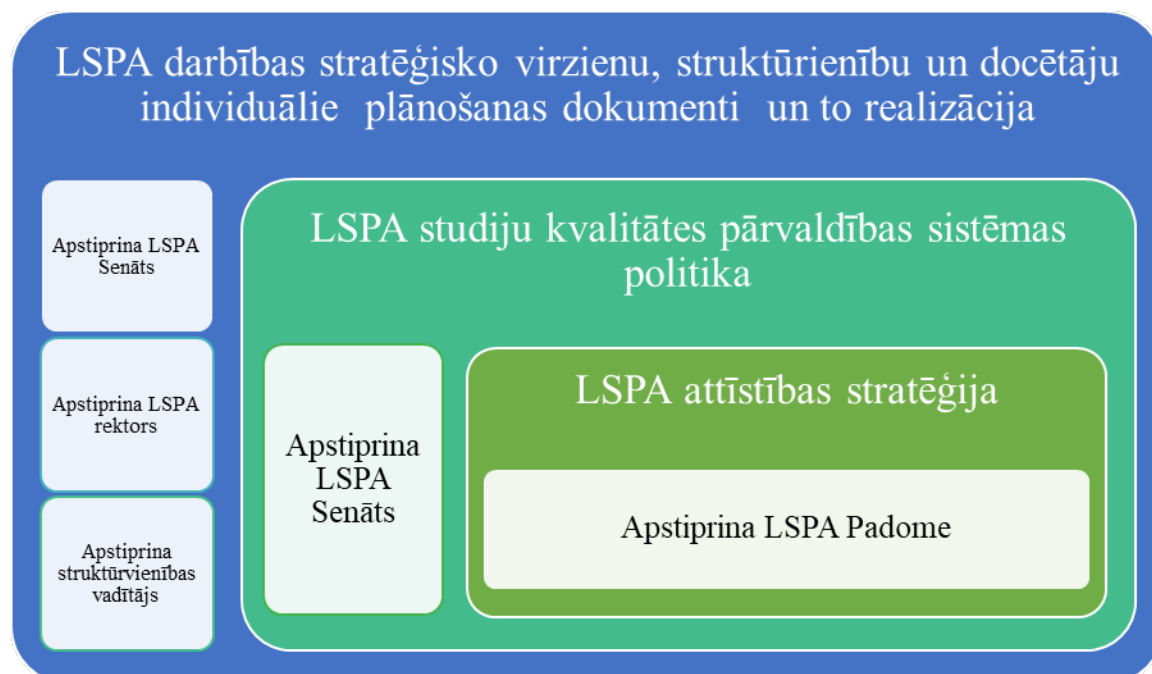 LSPA darbības stratēģisko virzienu, struktūrienību un docētāju
individuālie plānošanas dokumenti un to realizācija
Apstiprina LSPA
Senāts
Apstiprina LSPA
rektors
Apstiprina
struktūrvienības
vadītājs
LSPA studiju kvalitātes pārvaldības sistēmas
politika
Apstiprina
LSPA
Senāts
LSPA attīstības stratēģija
Apstiprina LSPA Padome